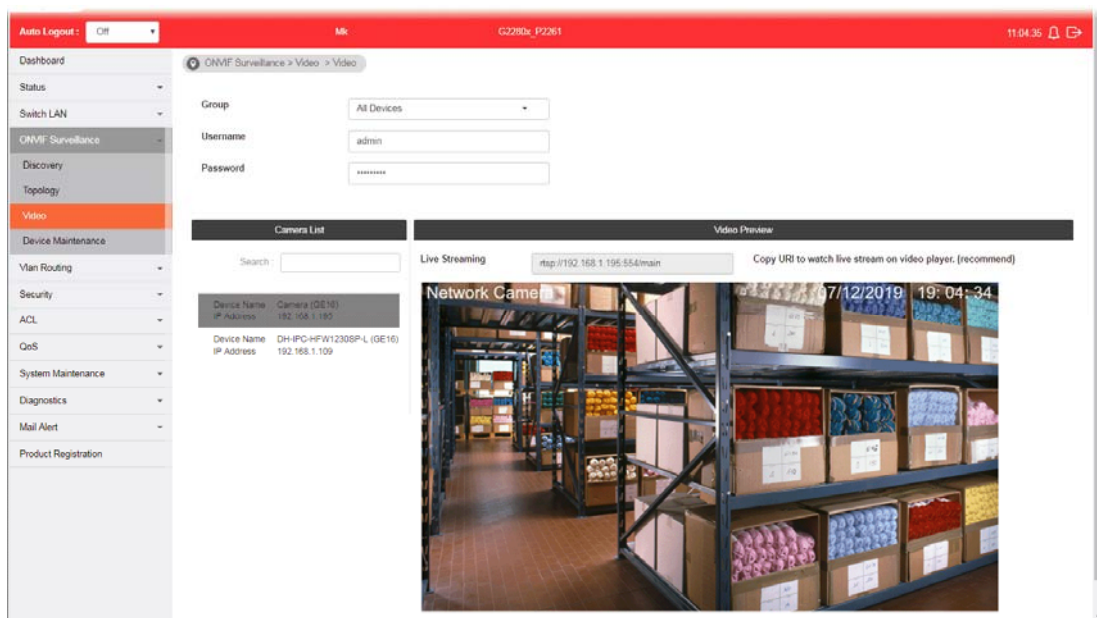 Auto Logout : Off Mk G2280x_P2261 11:04:35
Dashboard
Status
Switch LAN
ONVIF Surveillance
Discovery
Topology
Video
Device Maintenance
Vlan Routing
Security
ACL
QoS
System Maintenance
Diagnostics
Mail Alert
Product Registration
ONVIF Surveillance > Video > Video
Group All Devices
Username admin
Password ••••••••
Camera List
Search :
Device Name Camera (GE16)
IP Address
Device Name DH-IPC-HFW1230SP-L (GE16)
IP Address 192.168.1.109
Video Preview
Live Streaming rtsp://192.168.1.195:554/main Copy URI to watch live stream on video player. (recommend)
Network Camera 07/12/2019 19:04:34